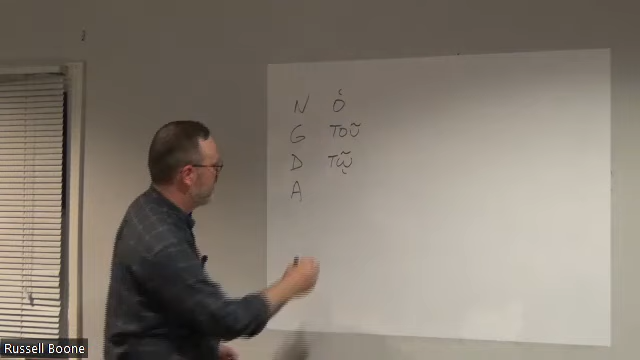 N ὁ
G τοῦ
D τῷ
A
Russell Boone